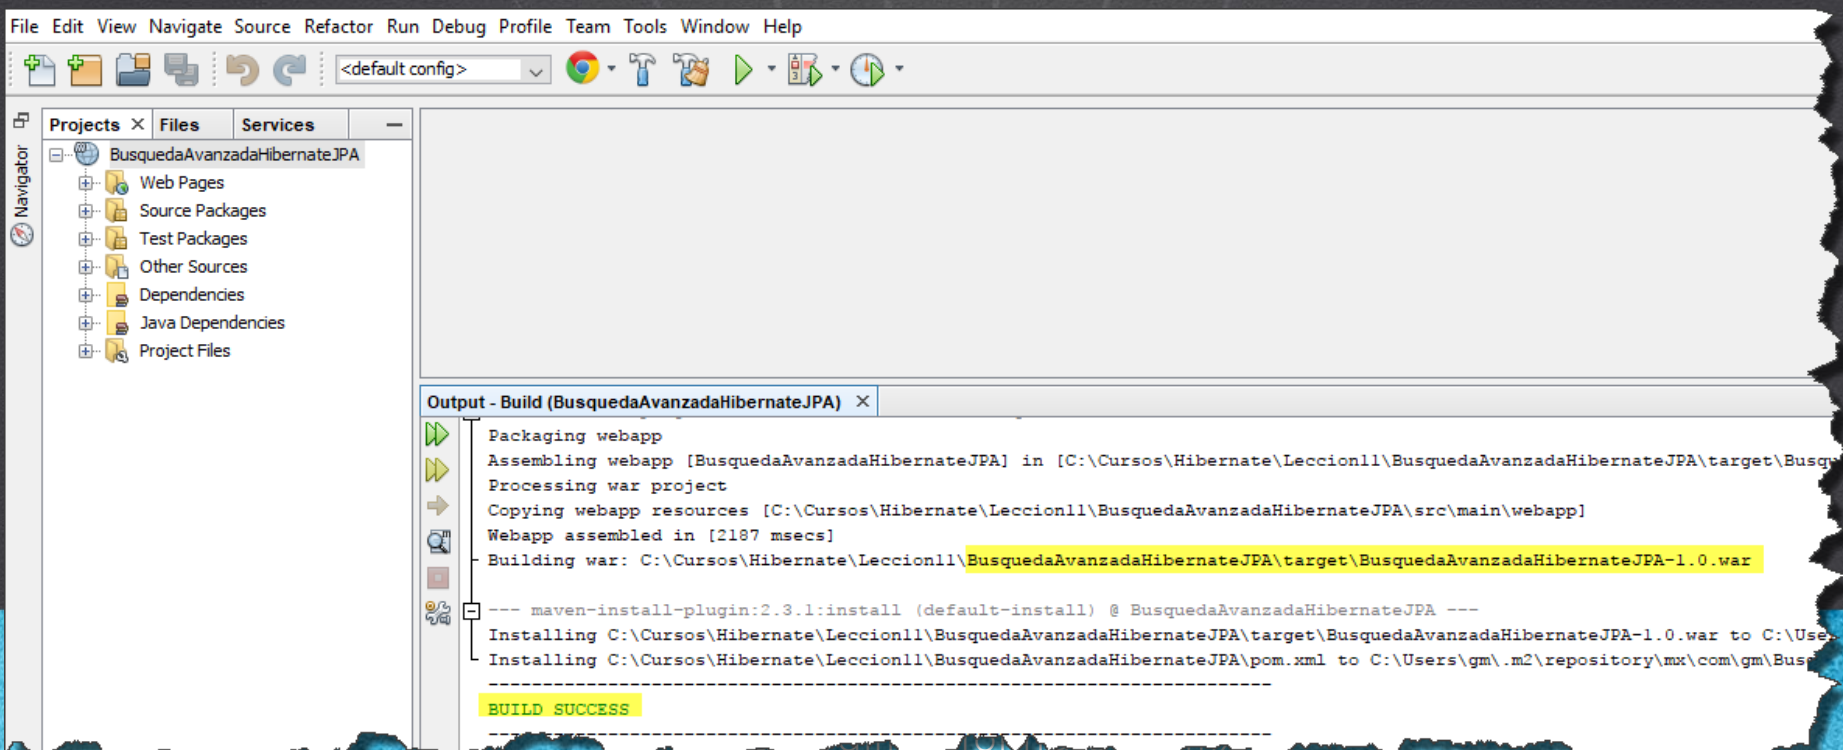 File Edit View Navigate Source Refactor Run Debug Profile Team Tools Window Help
<default config>
Projects Files Services
Navigator
BusquedaAvanzadaHibernateJPA
Web Pages
Source Packages
Test Packages
Other Sources
Dependencies
Java Dependencies
Project Files
Output - Build (BusquedaAvanzadaHibernateJPA)
Packaging webapp
Assembling webapp [BusquedaAvanzadaHibernateJPA] in [C:\Cursos\Hibernate\Leccion11\BusquedaAvanzadaHibernateJPA\target\Busq
Processing war project
Copying webapp resources [C:\Cursos\Hibernate\Leccion11\BusquedaAvanzadaHibernateJPA\src\main\webapp]
Webapp assembled in [2187 msecs]
Building war: C:\Cursos\Hibernate\Leccion11\BusquedaAvanzadaHibernateJPA\target\BusquedaAvanzadaHibernateJPA-1.0.war
--- maven-install-plugin:2.3.1:install (default-install) @ BusquedaAvanzadaHibernateJPA ---
Installing C:\Cursos\Hibernate\Leccion11\BusquedaAvanzadaHibernateJPA\target\BusquedaAvanzadaHibernateJPA-1.0.war to C:\Use
Installing C:\Cursos\Hibernate\Leccion11\BusquedaAvanzadaHibernateJPA\pom.xml to C:\Users\gm\.m2\repository\mx\com\gm\Bus
------------------------------------------------------------------------
BUILD SUCCESS
------------------------------------------------------------------------